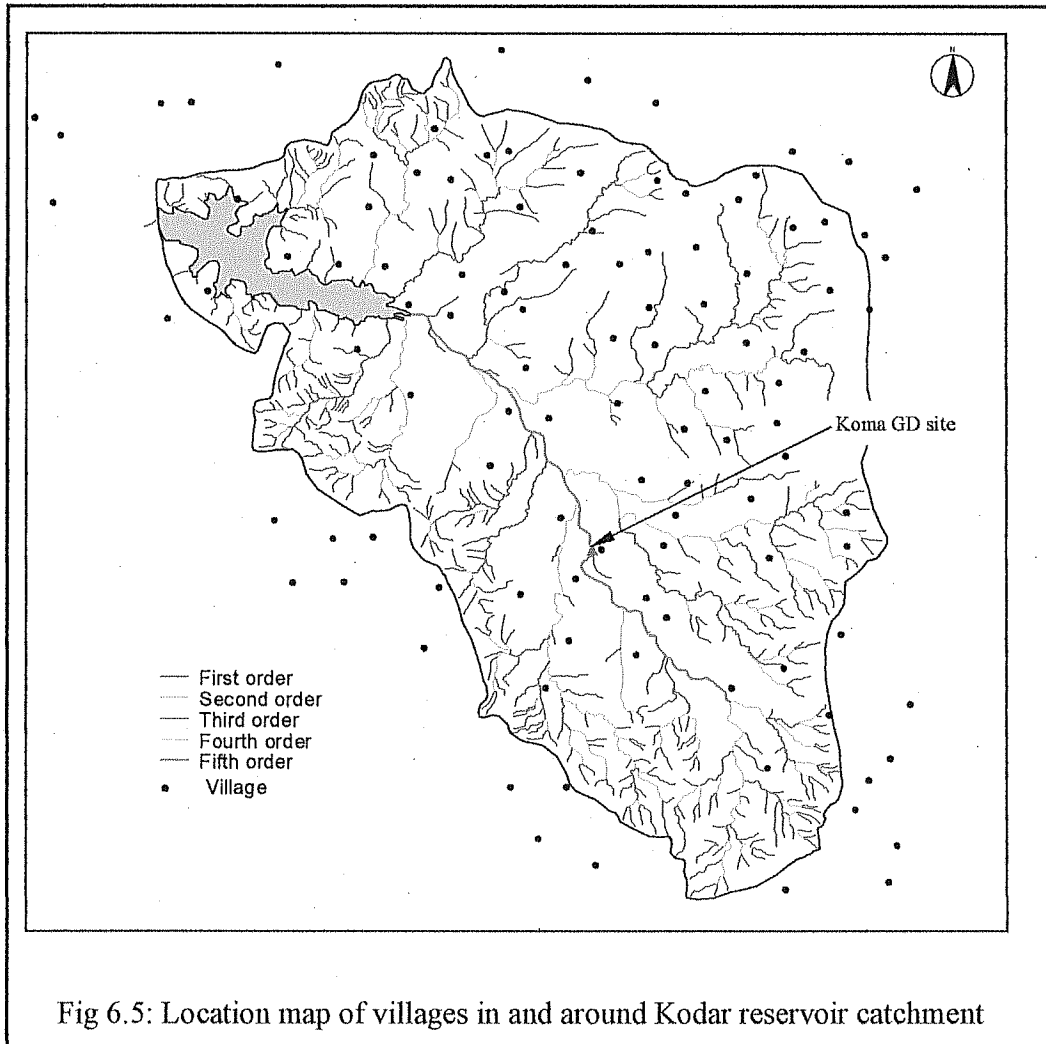 N
Koma GD site
First order
Second order
Third order
Fourth order
Fifth order
Village
Fig 6.5: Location map of villages in and around Kodar reservoir catchment